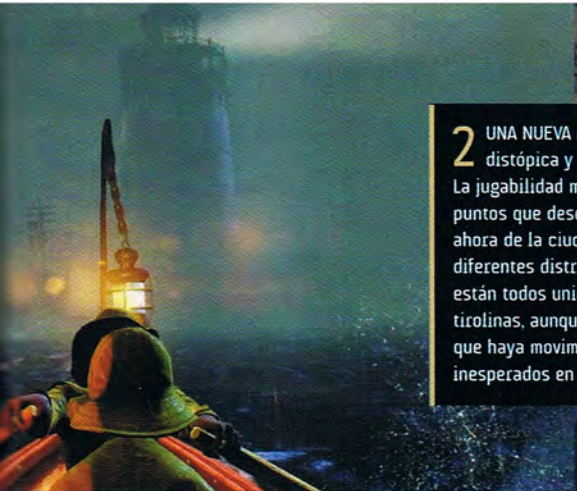 2 UNA NUEVA
distópica y
La jugabilidad m
puntos que desc
ahora de la ciud
diferentes distr
están todos uni
tirolinas, aunqu
que haya movim
inesperados en